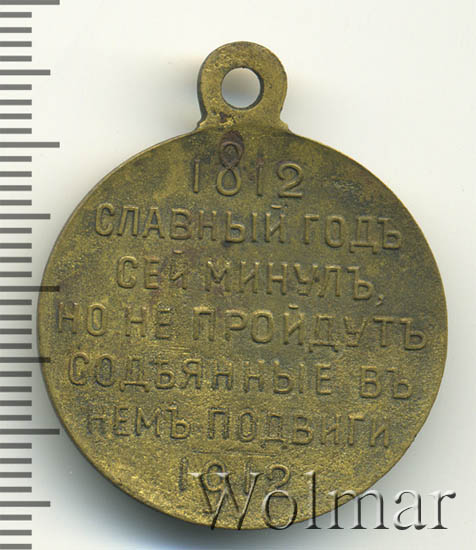 1812
СЛАВНЫЙ ГОДЪ
СЕЙ МИНУЛЪ,
НО НЕ ПРОЙДУТЪ
СОДѢЯННЫЕ ВЪ
НЕМЪ ПОДВИГИ
1912
Wolmar